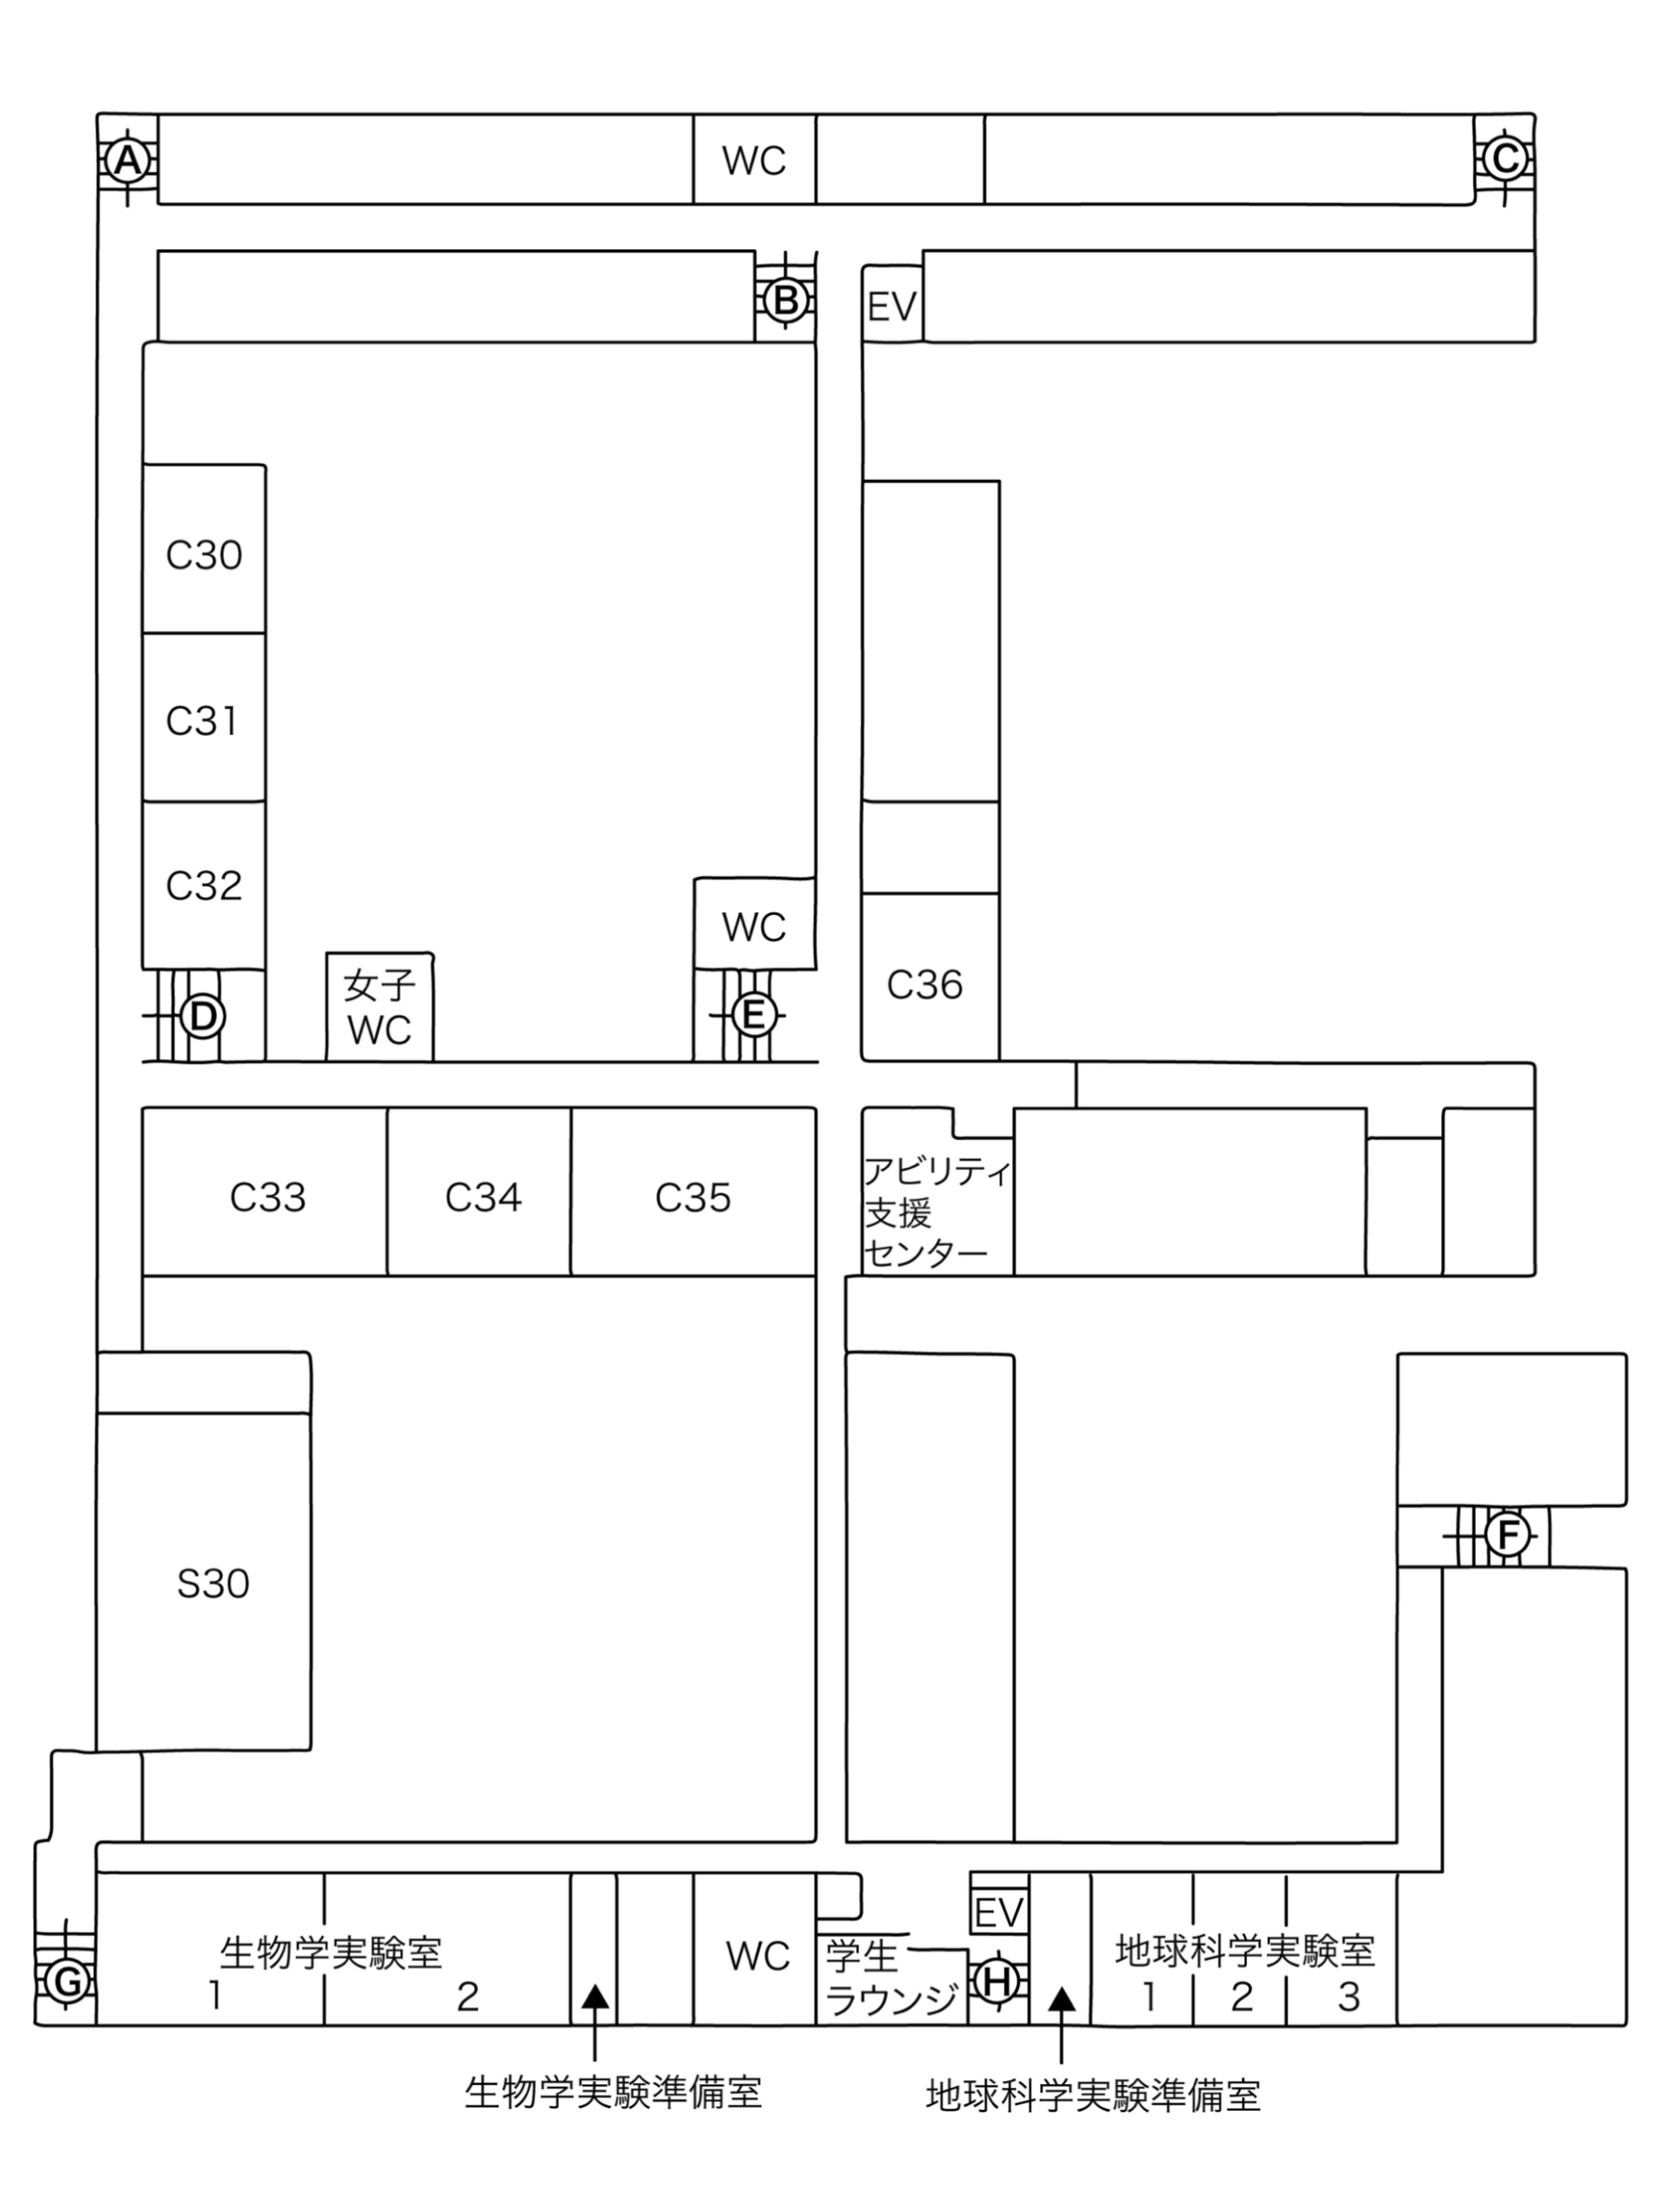 A
WC
C
B
EV
C30
C31
C32
WC
女子
WC
C36
D
E
C33
C34
C35
アビリティ
支援
センター
F
S30
EV
生物学実験室
1
2
WC
学生
ラウンジ
G
H
地球科学実験室
1
2
3
生物学実験準備室
地球科学実験準備室